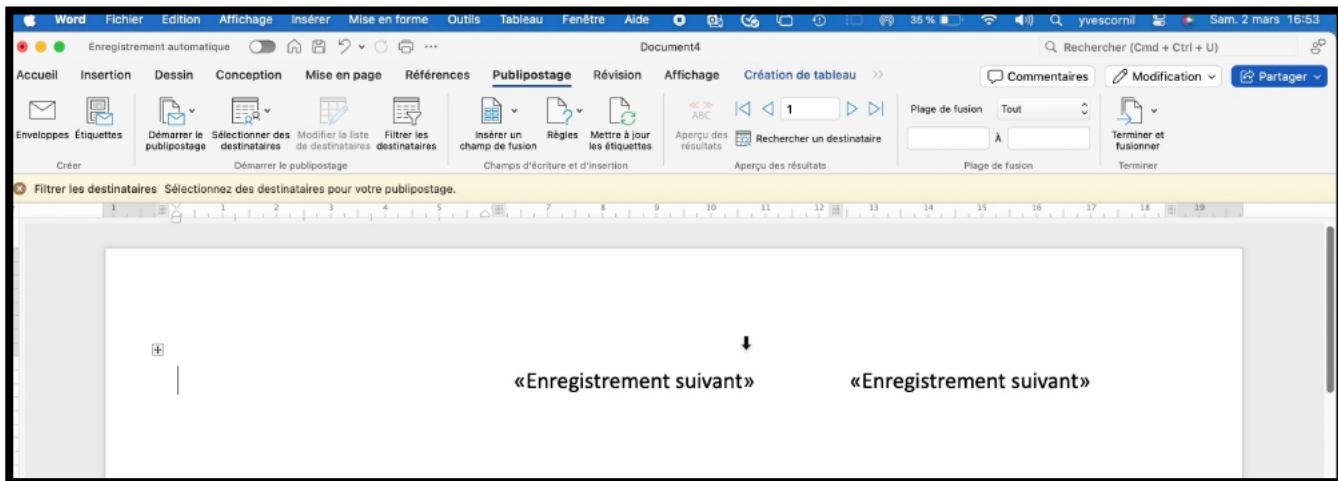 Word Fichier Edition Affichage Insérer Mise en forme Outils Tableau Fenêtre Aide 35 % yvescornil Sam. 2 mars 16:53
Enregistrement automatique Document4 Rechercher (Cmd + Ctrl + U)
Accueil Insertion Dessin Conception Mise en page Références Publipostage Révision Affichage Création de tableau >> Commentaires Modification Partager
ABC 1 Plage de fusion Tout
Enveloppes Étiquettes Démarrer le publipostage Sélectionner des destinataires Modifier la liste de destinataires Filtrer les destinataires Insérer un champ de fusion Règles Mettre à jour les étiquettes Aperçu des résultats Rechercher un destinataire À Terminer et fusionner
Créer Démarrer le publipostage Champs d'écriture et d'insertion Aperçu des résultats Plage de fusion Terminer
Filtrer les destinataires Sélectionnez des destinataires pour votre publipostage.
1 1 2 3 4 5 7 8 9 10 11 12 13 14 15 16 17 18 19
«Enregistrement suivant» «Enregistrement suivant»